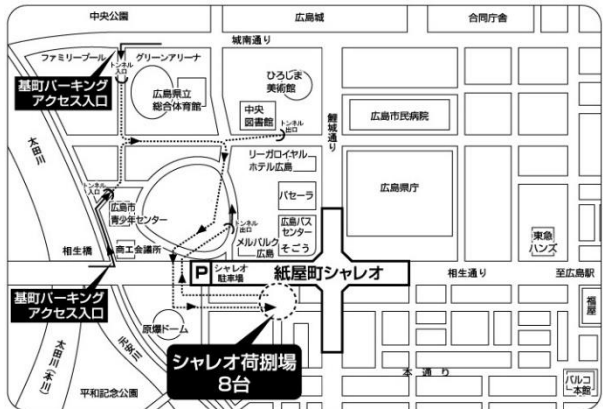 中央公園
広島城
合同庁舎
城南通り
ファミリープール
トンネル
入口
グリーンアリーナ
基町パーキング
アクセス入口
広島県立
総合体育館
ひろしま
美術館
中央
図書館
トンネル
出口
鯉城通り
広島市民病院
太田川
リーガロイヤル
ホテル広島
トンネル
入口
広島市
青少年センター
パセーラ
広島県庁
トンネル
出口
広島バス
センター
そごう
メルパルク
広島
東急
ハンズ
相生橋
商工会議所
P
シャレオ
駐車場
紙屋町シャレオ
相生通り
至広島駅
基町パーキング
アクセス入口
福屋
原爆ドーム
元安川
太田川(本川)
シャレオ荷捌場
8台
本通り
平和記念公園
パルコ
本館